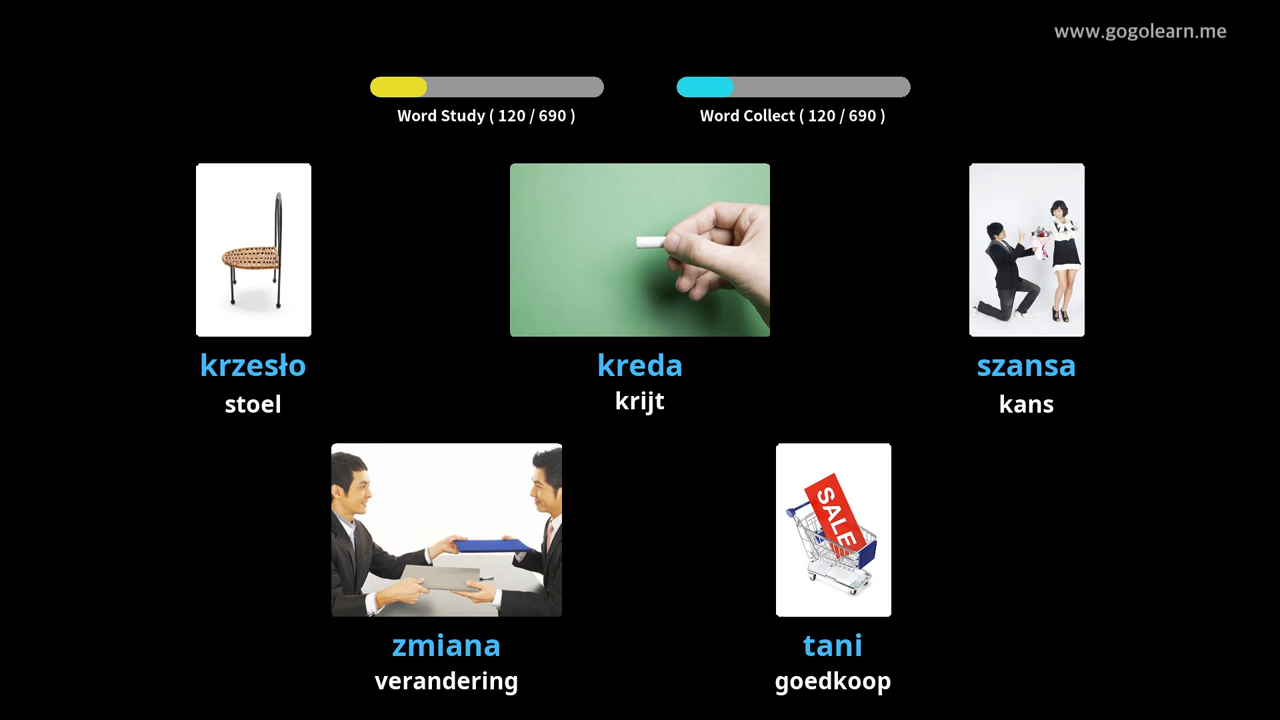 www.gogolearn.me
Word Study ( 120 / 690 )
Word Collect ( 120 / 690 )
krzesło
stoel
kreda
krijt
szansa
kans
zmiana
verandering
SALE
tani
goedkoop